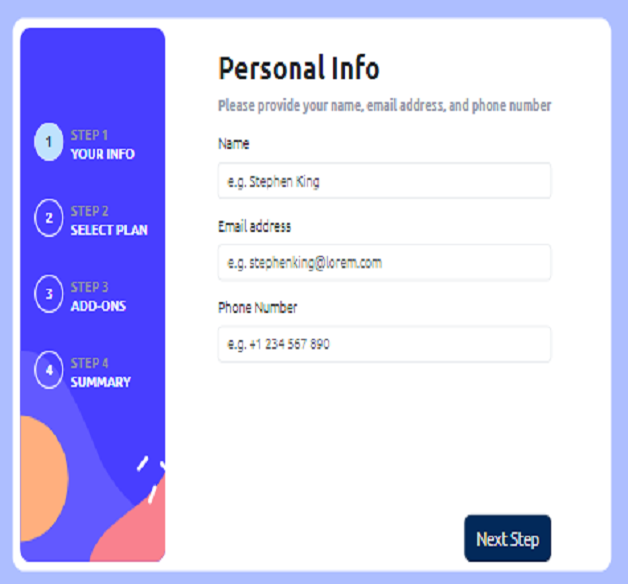 1
STEP 1
YOUR INFO
2
STEP 2
SELECT PLAN
3
STEP 3
ADD-ONS
4
STEP 4
SUMMARY
Personal Info
Please provide your name, email address, and phone number
Name
e.g. Stephen King
Email address
e.g. stephenking@lorem.com
Phone Number
e.g. +1 234 567 890
Next Step